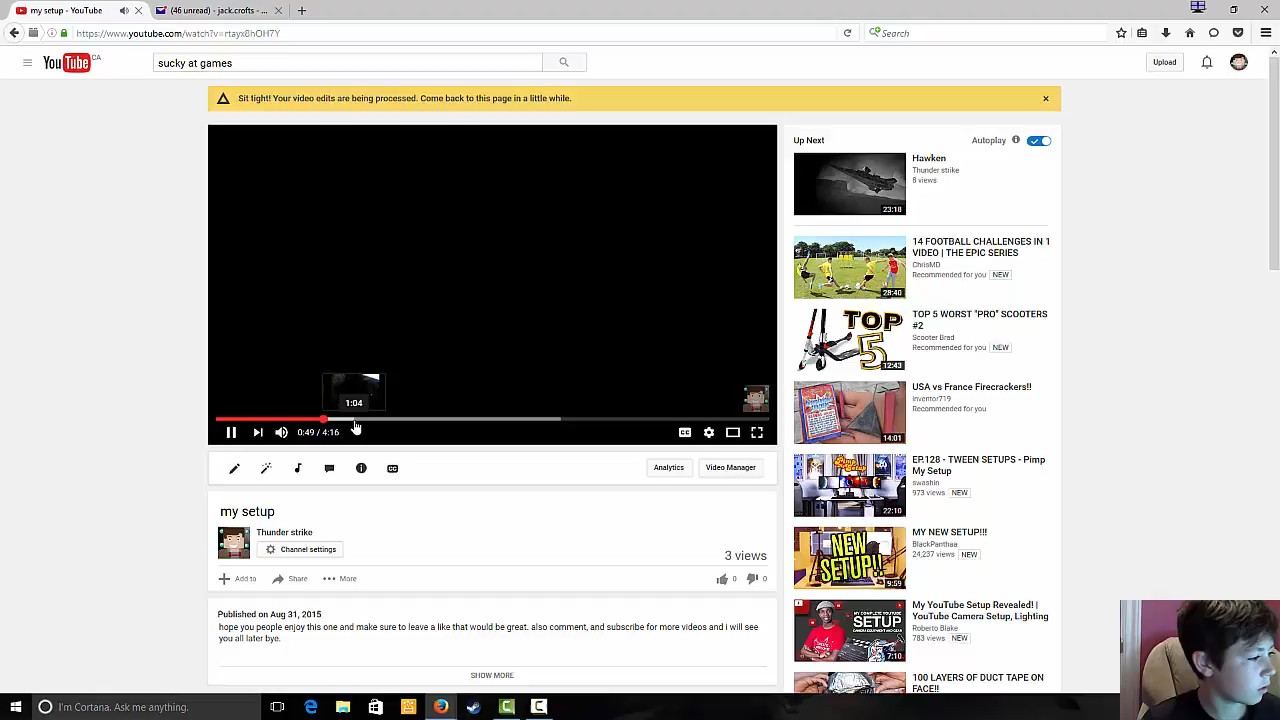 my setup - YouTube
(46 unread) - jack.crofts - ...
https://www.youtube.com/watch?v=rtayx8hOH7Y
Search
YouTube CA
sucky at games
Upload
Sit tight! Your video edits are being processed. Come back to this page in a little while.
1:04
0:49 / 4:16
CC
CC
Analytics
Video Manager
my setup
Thunder strike
Channel settings
3 views
Add to
Share
More
0
0
Published on Aug 31, 2015
hope you people enjoy this one and make sure to leave a like that would be great. also comment, and subscribe for more videos and i will see
you all later bye.
SHOW MORE
Up Next
Autoplay
Hawken
Thunder strike
8 views
23:18
14 FOOTBALL CHALLENGES IN 1
VIDEO | THE EPIC SERIES
ChrisMD
Recommended for you NEW
28:40
TOP 5 WORST "PRO" SCOOTERS
#2
Scooter Brad
Recommended for you NEW
TOP
5
12:43
USA vs France Firecrackers!!
Inventor719
Recommended for you
14:01
EP.128 - TWEEN SETUPS - Pimp
My Setup
swashin
973 views NEW
22:10
MY NEW SETUP!!!
BlackPanthaa
24,237 views NEW
NEW
SETUP!!
9:59
My YouTube Setup Revealed! |
YouTube Camera Setup, Lighting
Roberto Blake
783 views NEW
SETUP
7:10
100 LAYERS OF DUCT TAPE ON
FACE!!
I'm Cortana. Ask me anything.